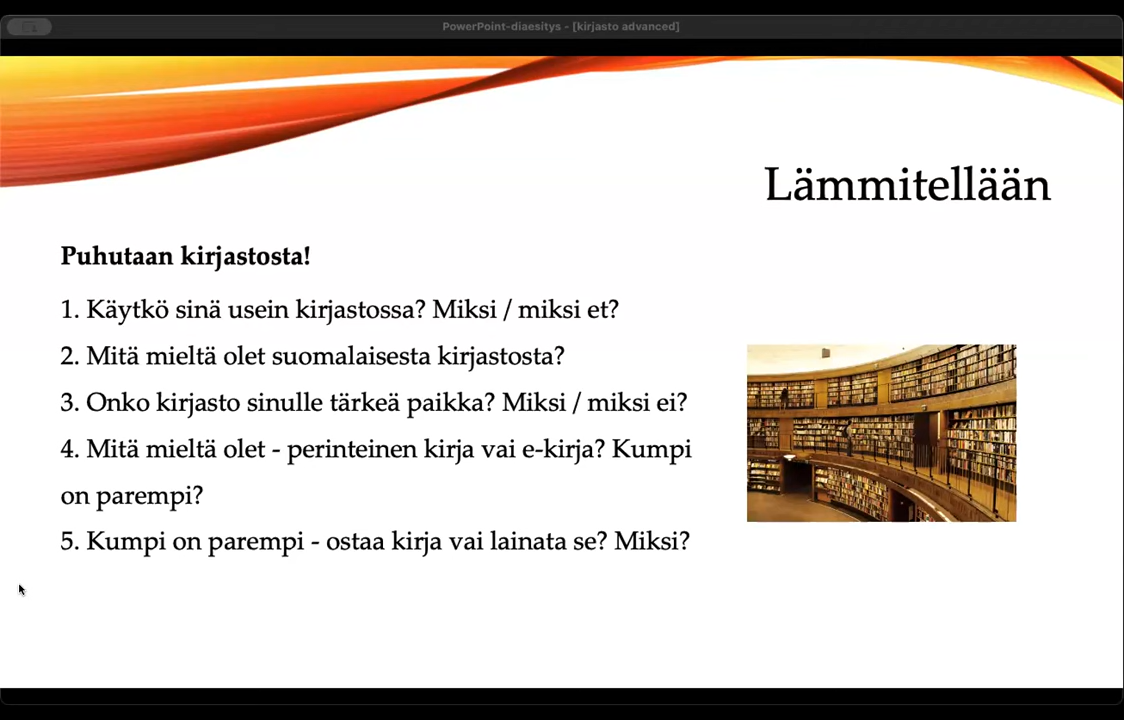 PowerPoint-diaesitys - [kirjasto advanced]
Lämmitellään
Puhutaan kirjastosta!
1. Käytkö sinä usein kirjastossa? Miksi / miksi et?
2. Mitä mieltä olet suomalaisesta kirjastosta?
3. Onko kirjasto sinulle tärkeä paikka? Miksi / miksi ei?
4. Mitä mieltä olet - perinteinen kirja vai e-kirja? Kumpi
on parempi?
5. Kumpi on parempi - ostaa kirja vai lainata se? Miksi?